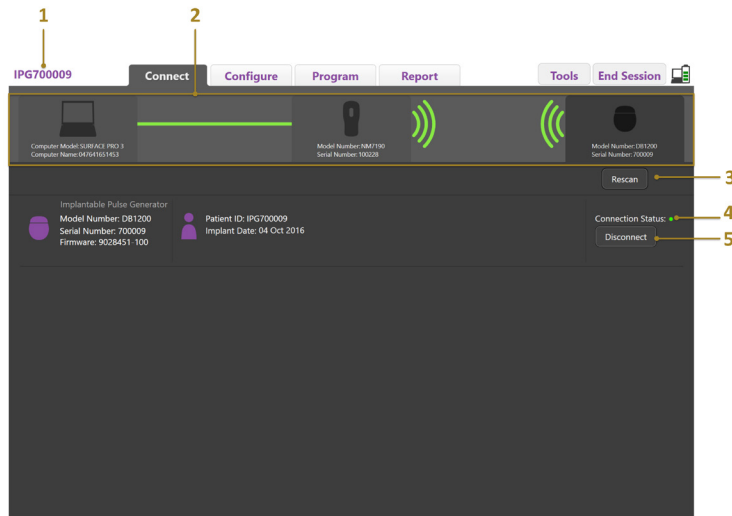 1
2
IPG700009
Connect
Configure
Program
Report
Tools
End Session
Computer Model:SURFACE PRO 3
Computer Name:047641651453
Model Number:NM7190
Serial Number:100228
Model Number:DB1200
Serial Number:700009
Rescan
3
Implantable Pulse Generator
Model Number: DB1200
Serial Number: 700009
Firmware: 9028451-100
Patient ID: IPG700009
Implant Date: 04 Oct 2016
Connection Status:
4
Disconnect
5